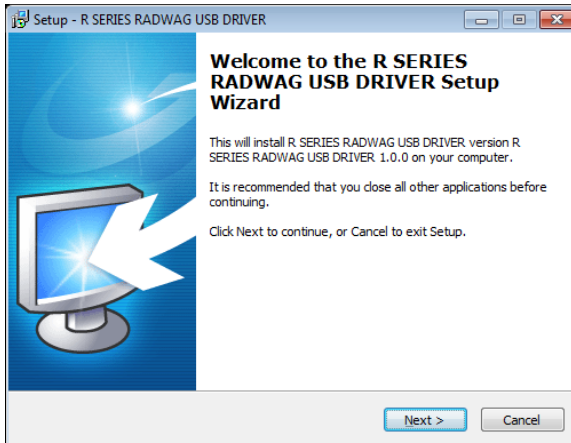 Setup - R SERIES RADWAG USB DRIVER
Welcome to the R SERIES
RADWAG USB DRIVER Setup
Wizard
This will install R SERIES RADWAG USB DRIVER version R
SERIES RADWAG USB DRIVER 1.0.0 on your computer.
It is recommended that you close all other applications before
continuing.
Click Next to continue, or Cancel to exit Setup.
Next >
Cancel